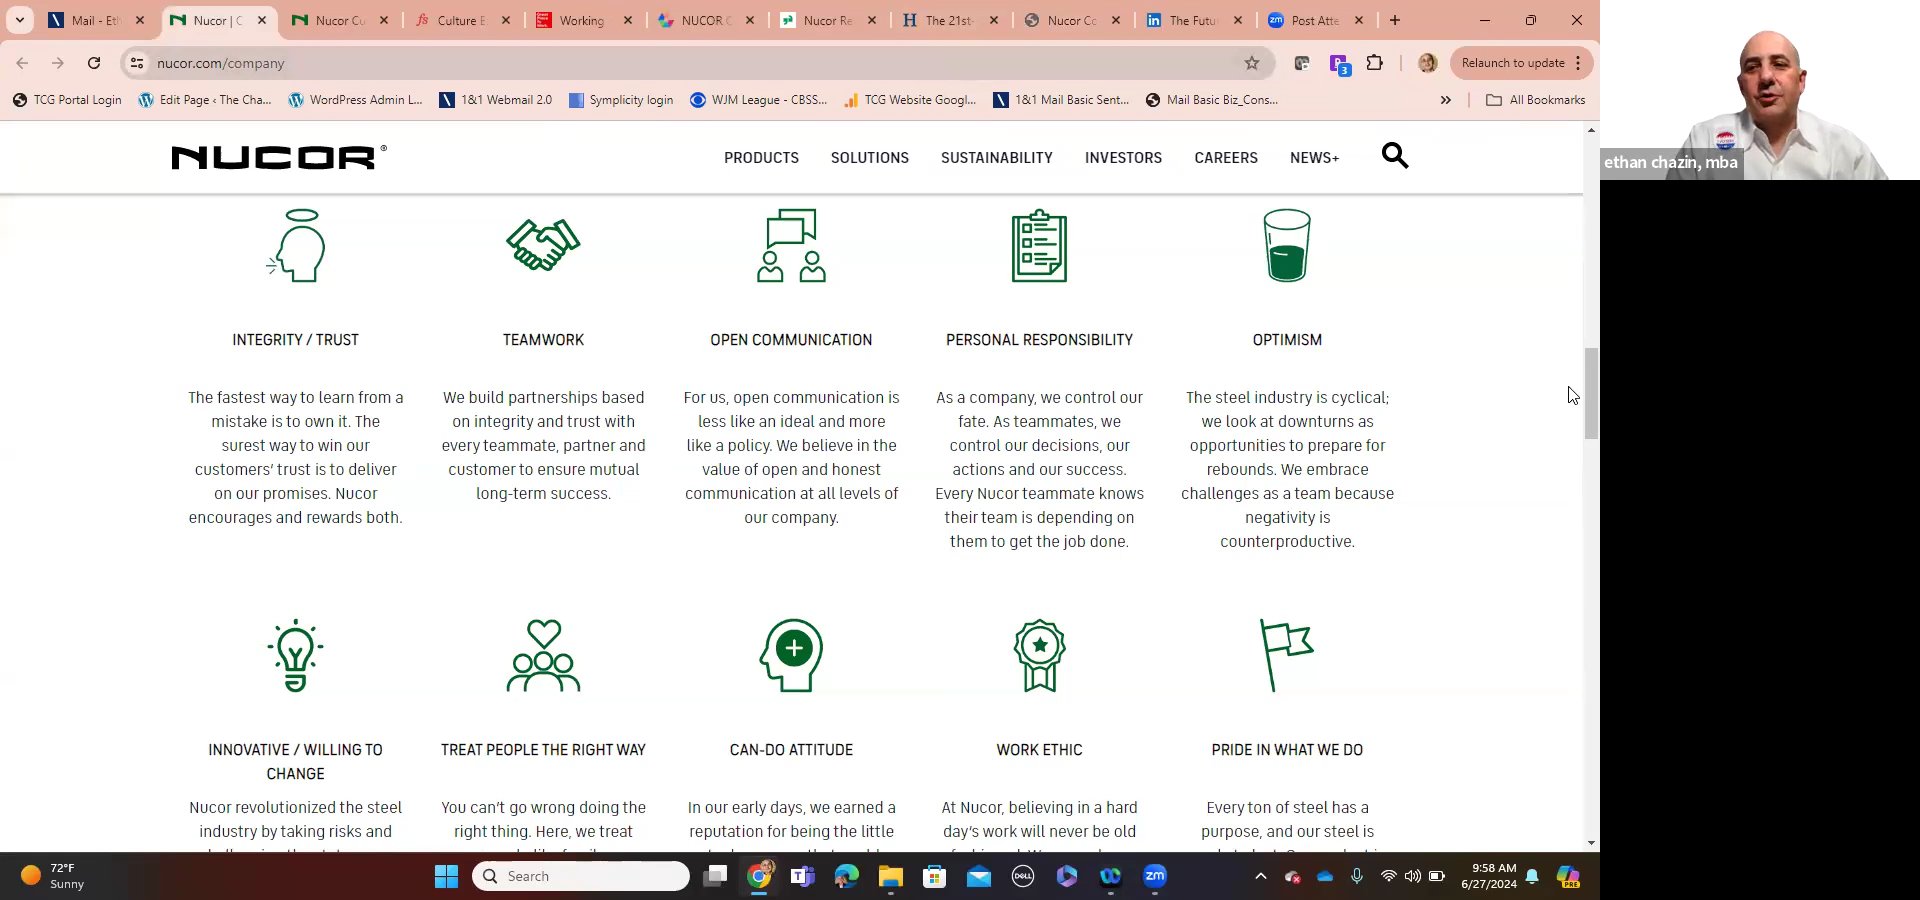 Mail - Eth
Nucor | C
Nucor Cu
Culture E
Working
NUCOR C
Nucor Re
The 21st-
Nucor Co
The Futu
Post Atte
nucor.com/company
3
Relaunch to update
TCG Portal Login
Edit Page ‹ The Cha...
WordPress Admin L...
1&1 Webmail 2.0
Symplicity login
WJM League - CBSS...
TCG Website Googl...
1&1 Mail Basic Sent...
Mail Basic Biz_Cons...
All Bookmarks
NUCOR®
PRODUCTS
SOLUTIONS
SUSTAINABILITY
INVESTORS
CAREERS
NEWS+
ethan chazin, mba
INTEGRITY / TRUST
The fastest way to learn from a
mistake is to own it. The
surest way to win our
customers’ trust is to deliver
on our promises. Nucor
encourages and rewards both.
TEAMWORK
We build partnerships based
on integrity and trust with
every teammate, partner and
customer to ensure mutual
long-term success.
OPEN COMMUNICATION
For us, open communication is
less like an ideal and more
like a policy. We believe in the
value of open and honest
communication at all levels of
our company.
PERSONAL RESPONSIBILITY
As a company, we control our
fate. As teammates, we
control our decisions, our
actions and our success.
Every Nucor teammate knows
their team is depending on
them to get the job done.
OPTIMISM
The steel industry is cyclical;
we look at downturns as
opportunities to prepare for
rebounds. We embrace
challenges as a team because
negativity is
counterproductive.
INNOVATIVE / WILLING TO
CHANGE
Nucor revolutionized the steel
industry by taking risks and
TREAT PEOPLE THE RIGHT WAY
You can’t go wrong doing the
right thing. Here, we treat
CAN-DO ATTITUDE
In our early days, we earned a
reputation for being the little
WORK ETHIC
At Nucor, believing in a hard
day’s work will never be old
PRIDE IN WHAT WE DO
Every ton of steel has a
purpose, and our steel is
72°F
Sunny
Search
DELL
zm
9:58 AM
6/27/2024
PRE